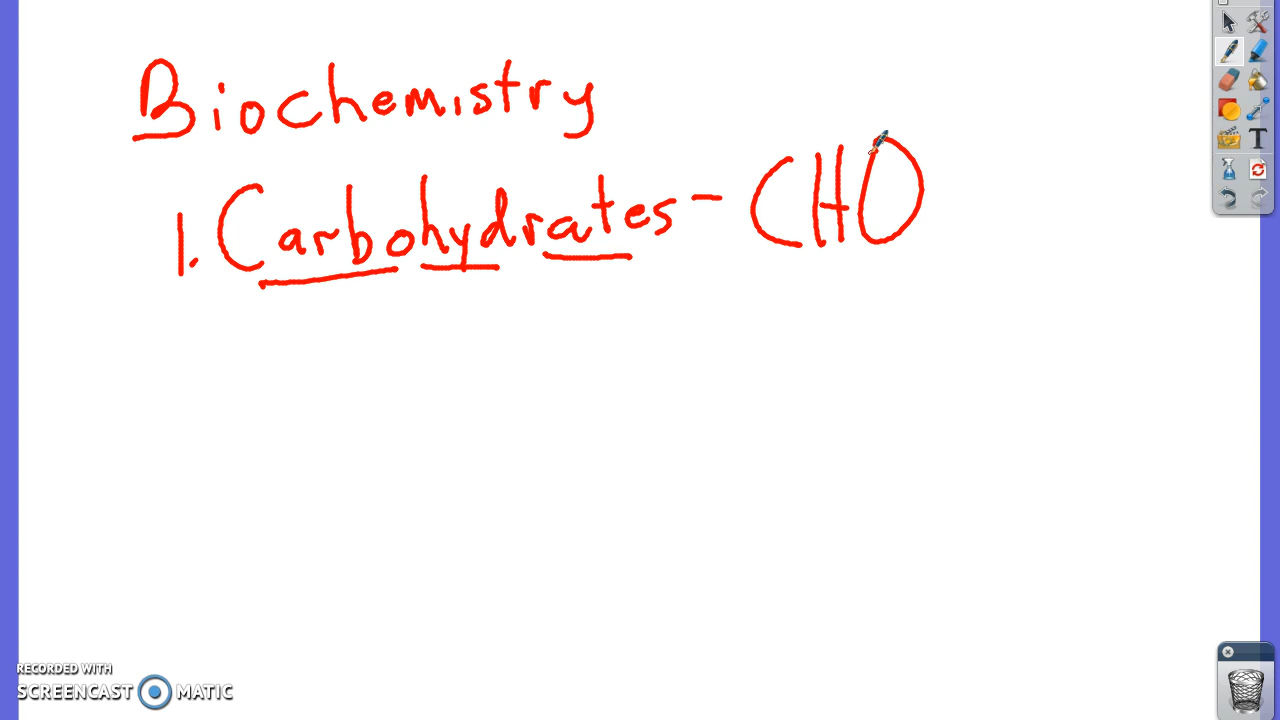 Biochemistry
1. Carbohydrates - CHO
T
RECORDED WITH
SCREENCAST MATIC